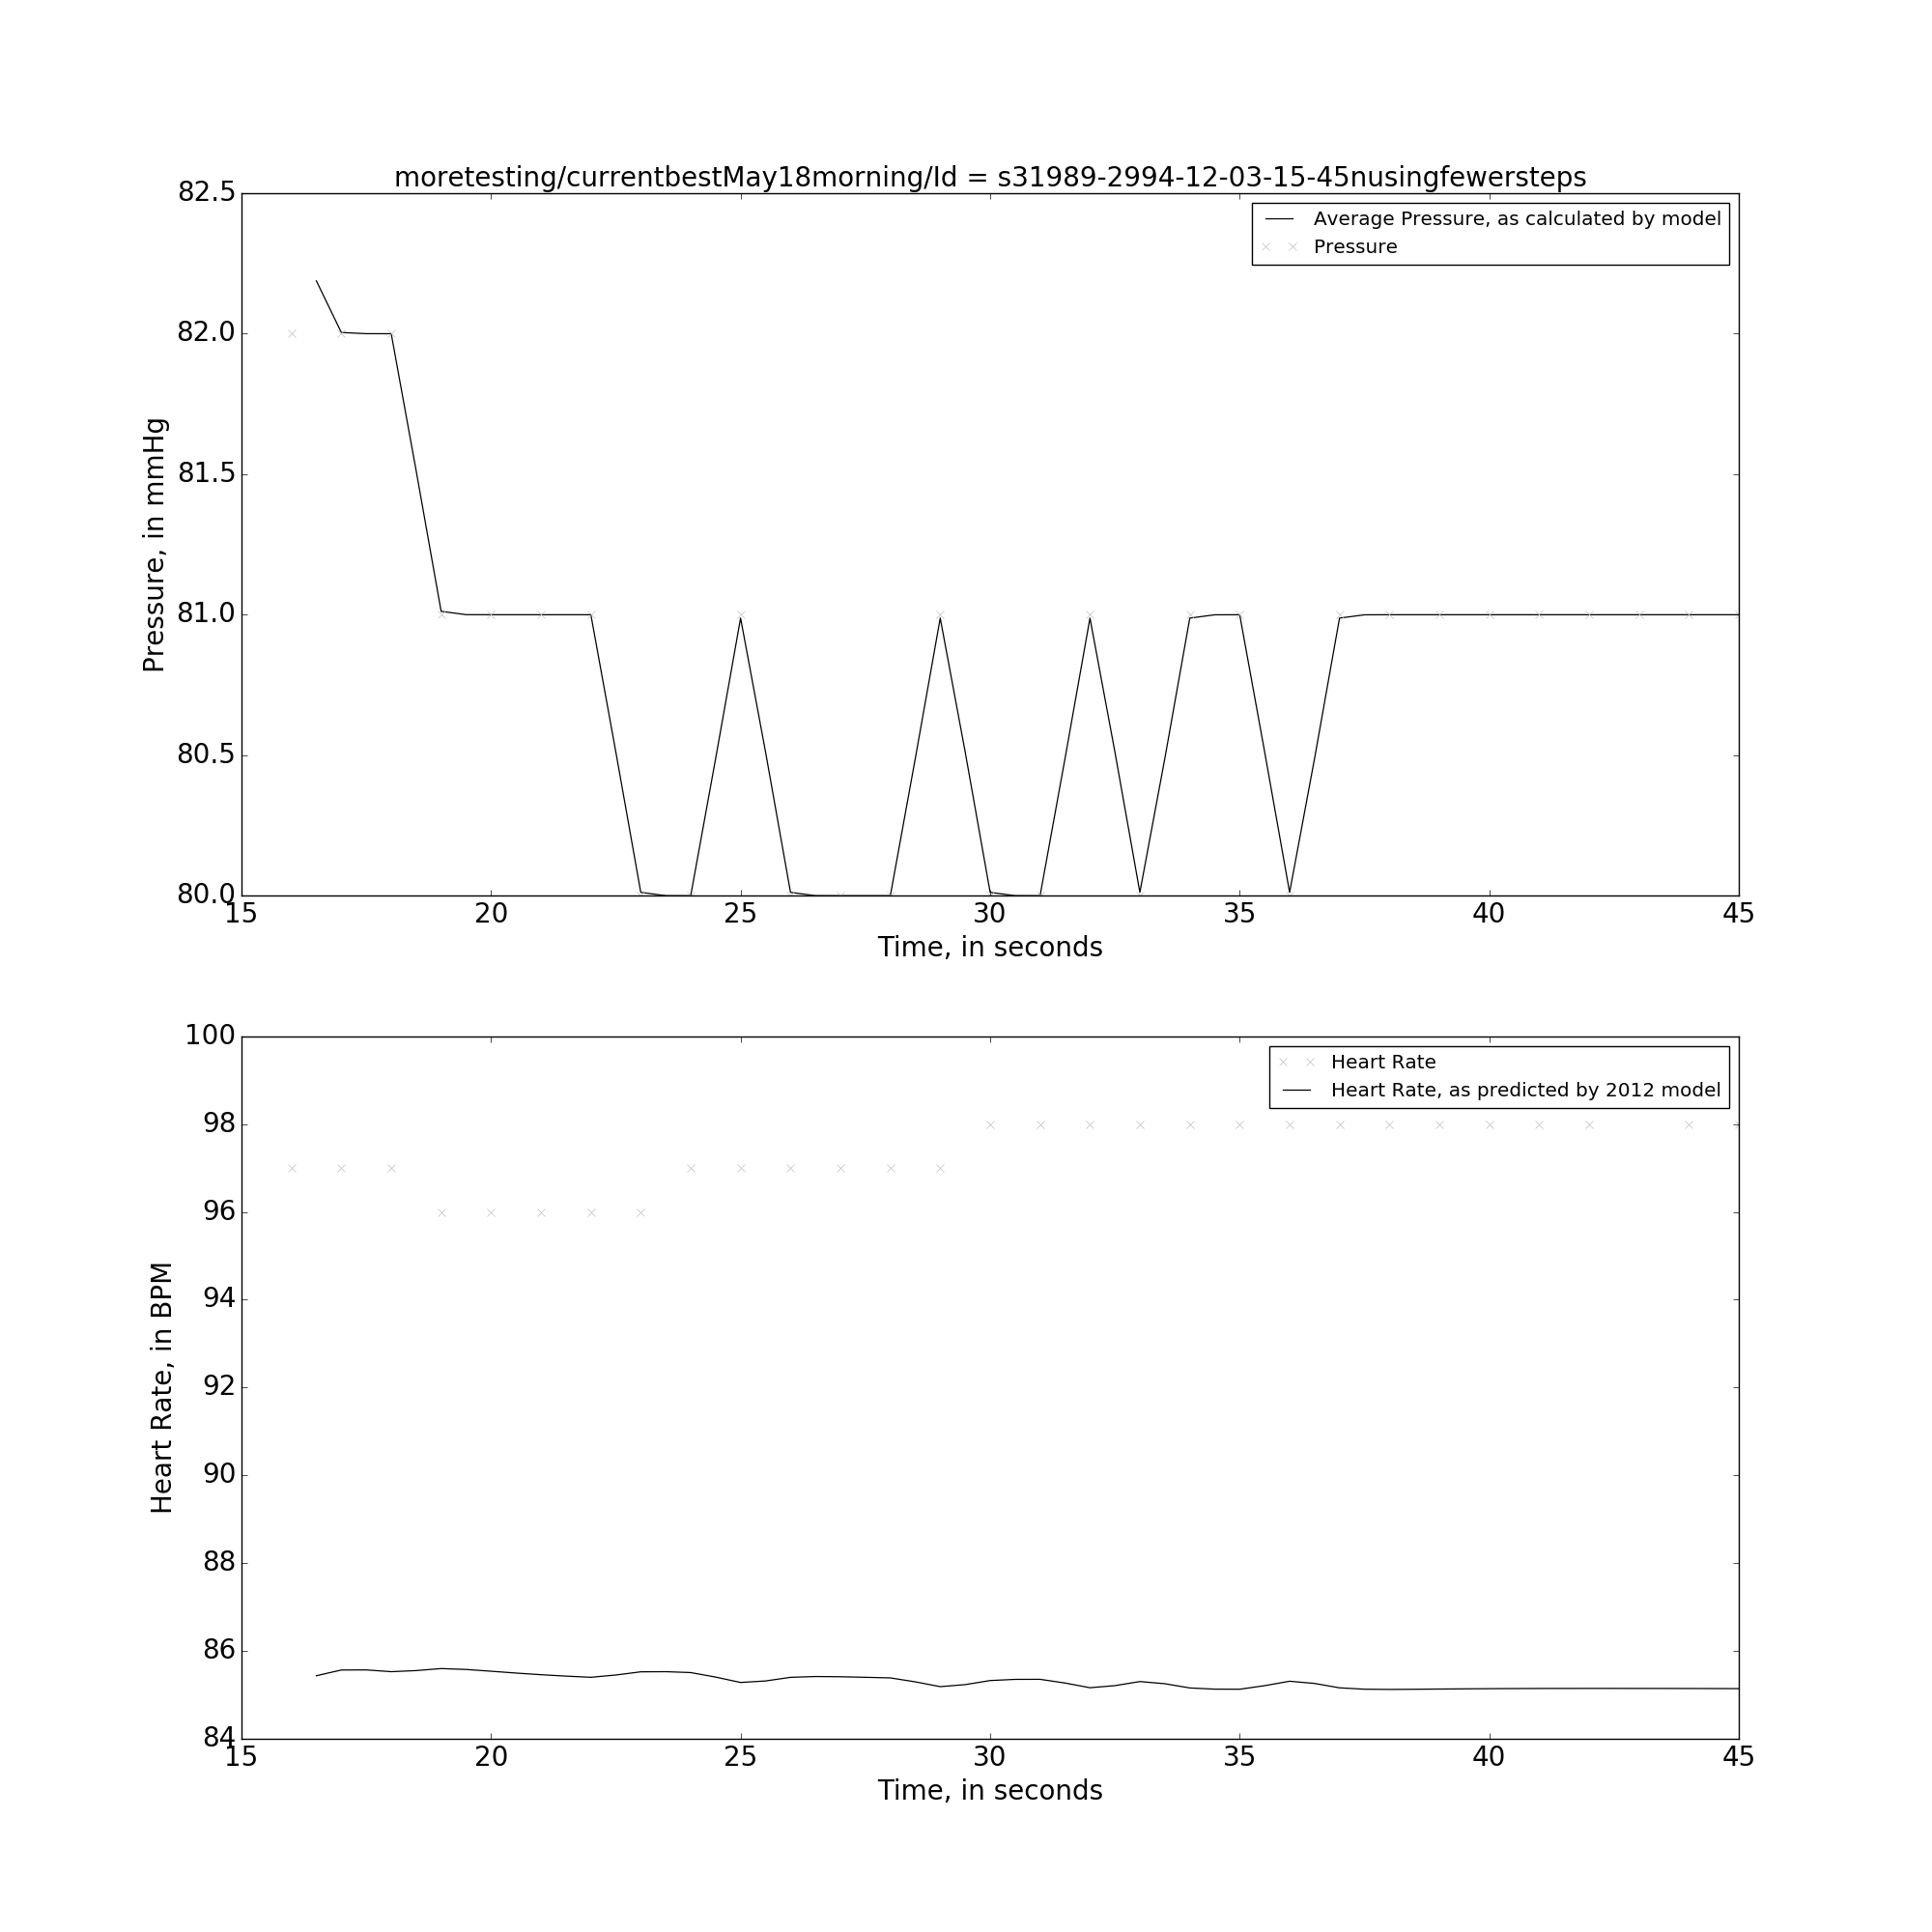 moretesting/currentbestMay18morning/Id = s31989-2994-12-03-15-45nusingfewersteps
82.5
82.0
81.5
81.0
80.5
80.0
Pressure, in mmHg
Average Pressure, as calculated by model
Pressure
15 20 25 30 35 40 45
Time, in seconds
100
98
96
94
92
90
88
86
84
Heart Rate, in BPM
Heart Rate
Heart Rate, as predicted by 2012 model
15 20 25 30 35 40 45
Time, in seconds